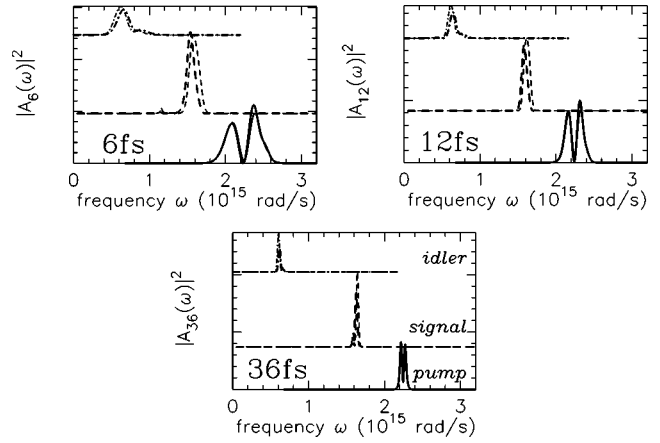 |A₆(ω)|²
6fs
0 1 2 3
frequency ω (10¹⁵ rad/s)
|A₁₂(ω)|²
12fs
0 1 2 3
frequency ω (10¹⁵ rad/s)
|A₃₆(ω)|²
idler
signal
36fs
pump
0 1 2 3
frequency ω (10¹⁵ rad/s)